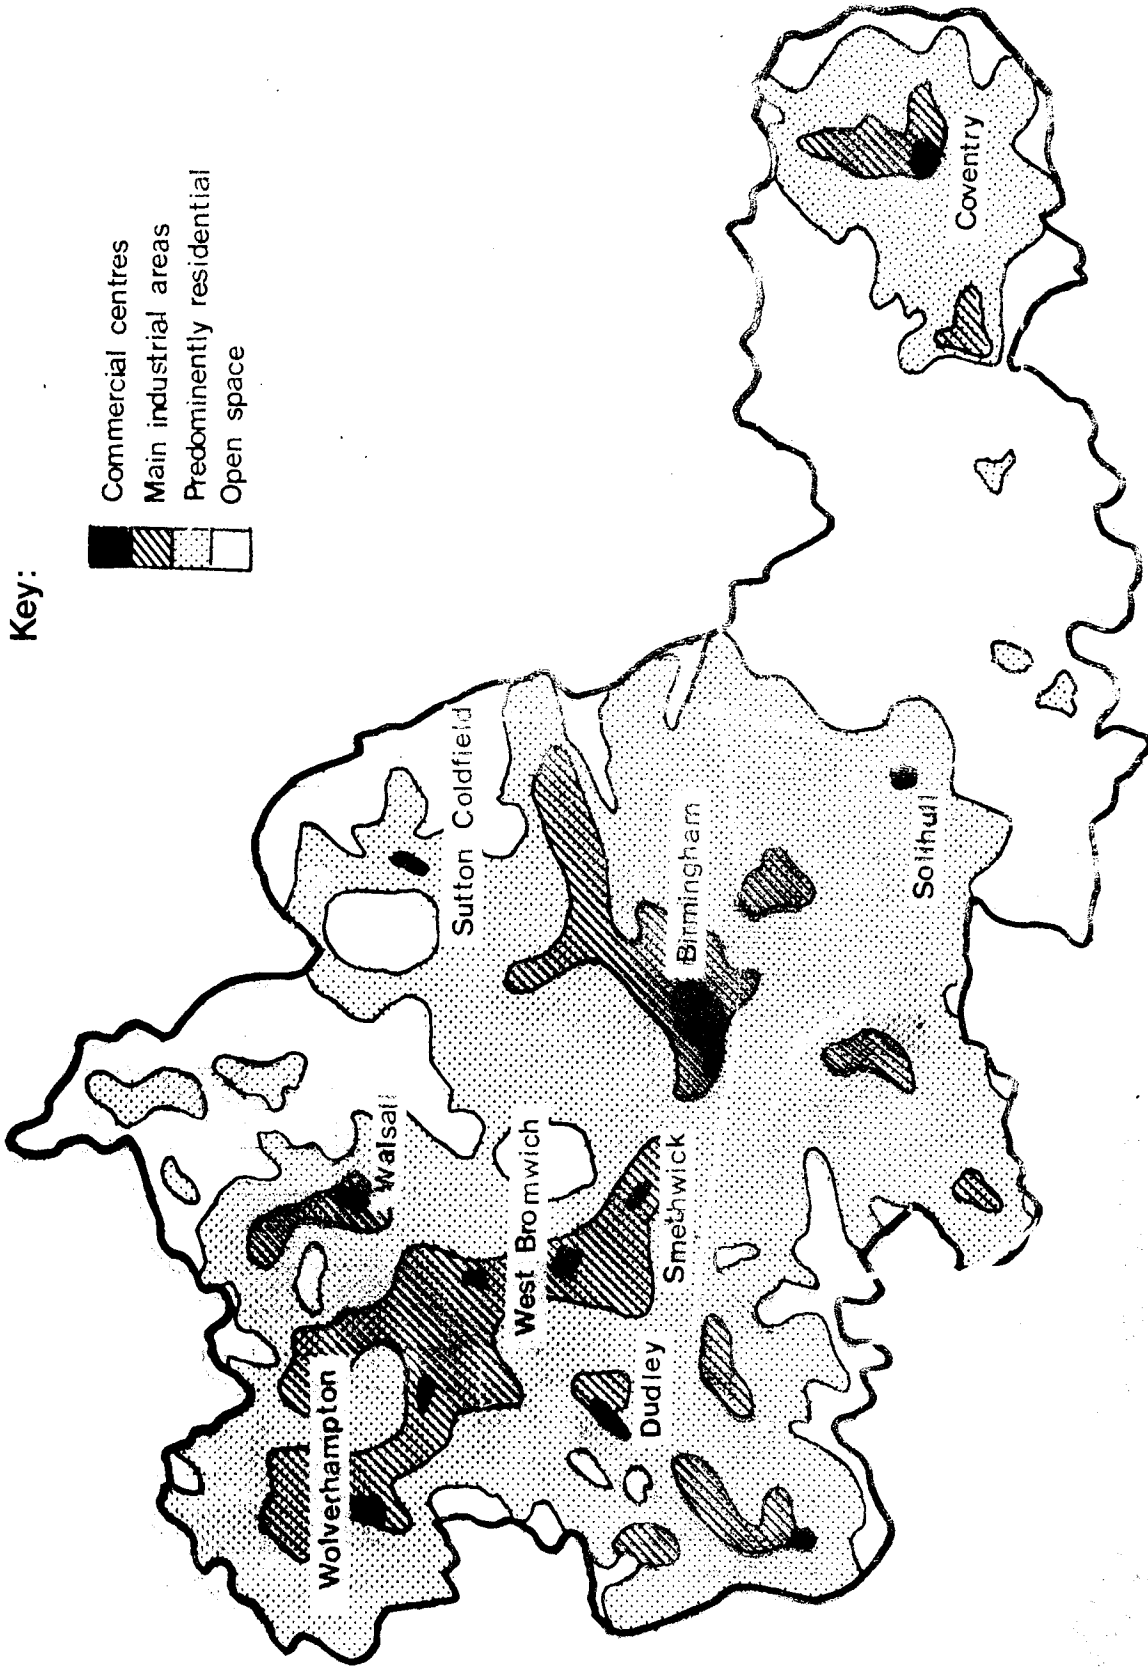 Key:
Commercial centres
Main industrial areas
Predominently residential
Open space
Wolverhampton
Walsall
Sutton Coldfield
West Bromwich
Dudley
Smethwick
Birmingham
Solihull
Coventry